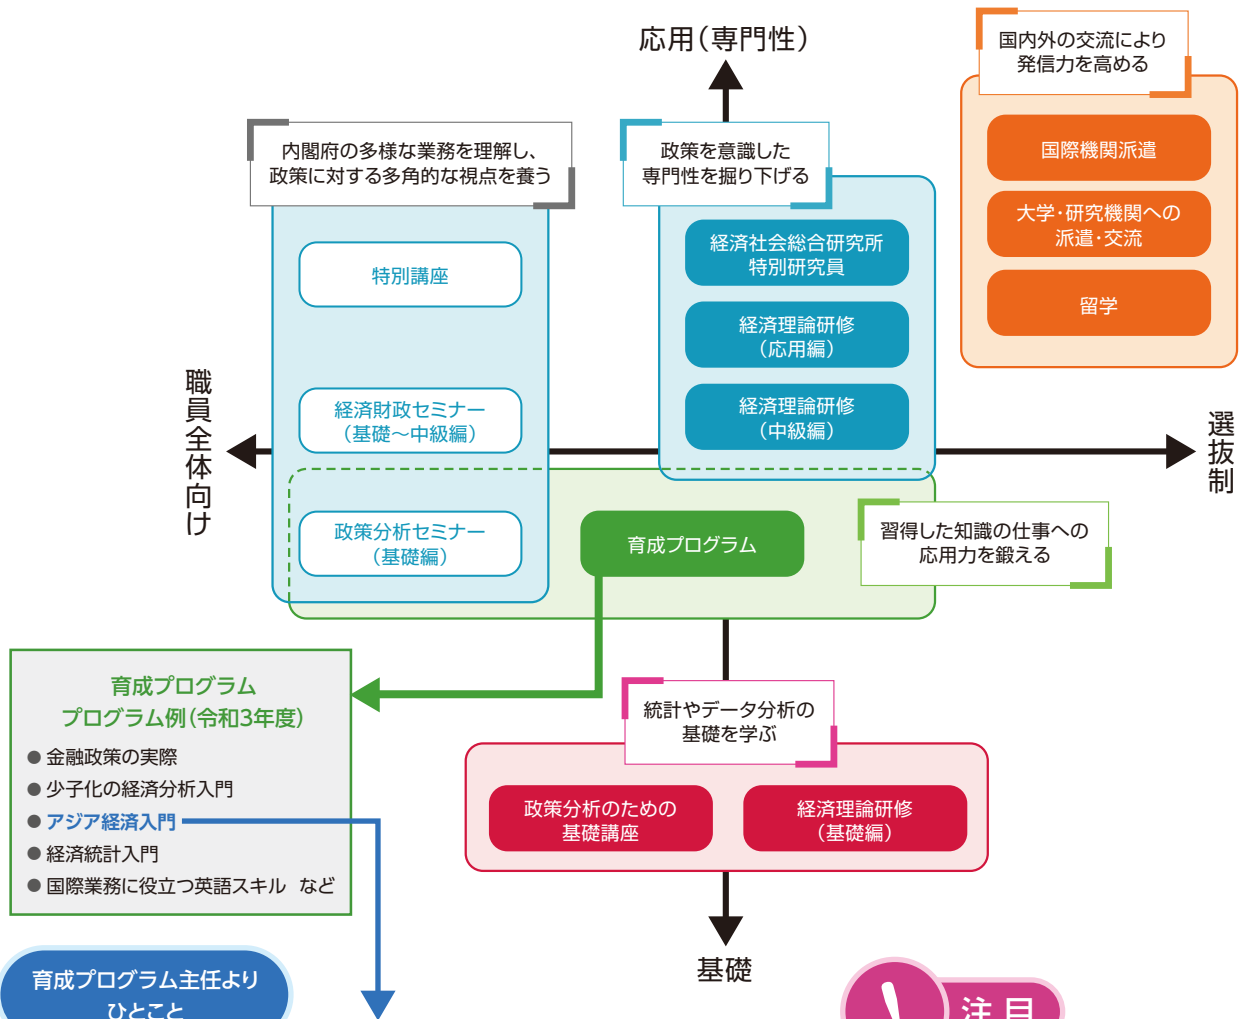 応用（専門性）
国内外の交流により
発信力を高める
国際機関派遣
大学・研究機関への
派遣・交流
留学
内閣府の多様な業務を理解し、
政策に対する多角的な視点を養う
特別講座
経済財政セミナー
（基礎～中級編）
政策分析セミナー
（基礎編）
政策を意識した
専門性を掘り下げる
経済社会総合研究所
特別研究員
経済理論研修
（応用編）
経済理論研修
（中級編）
職員全体向け
選抜制
育成プログラム
習得した知識の仕事への
応用力を鍛える
育成プログラム
プログラム例（令和3年度）
● 金融政策の実際
● 少子化の経済分析入門
● アジア経済入門
● 経済統計入門
● 国際業務に役立つ英語スキル など
統計やデータ分析の
基礎を学ぶ
政策分析のための
基礎講座
経済理論研修
（基礎編）
基礎
育成プログラム主任より
ひとこと
注目